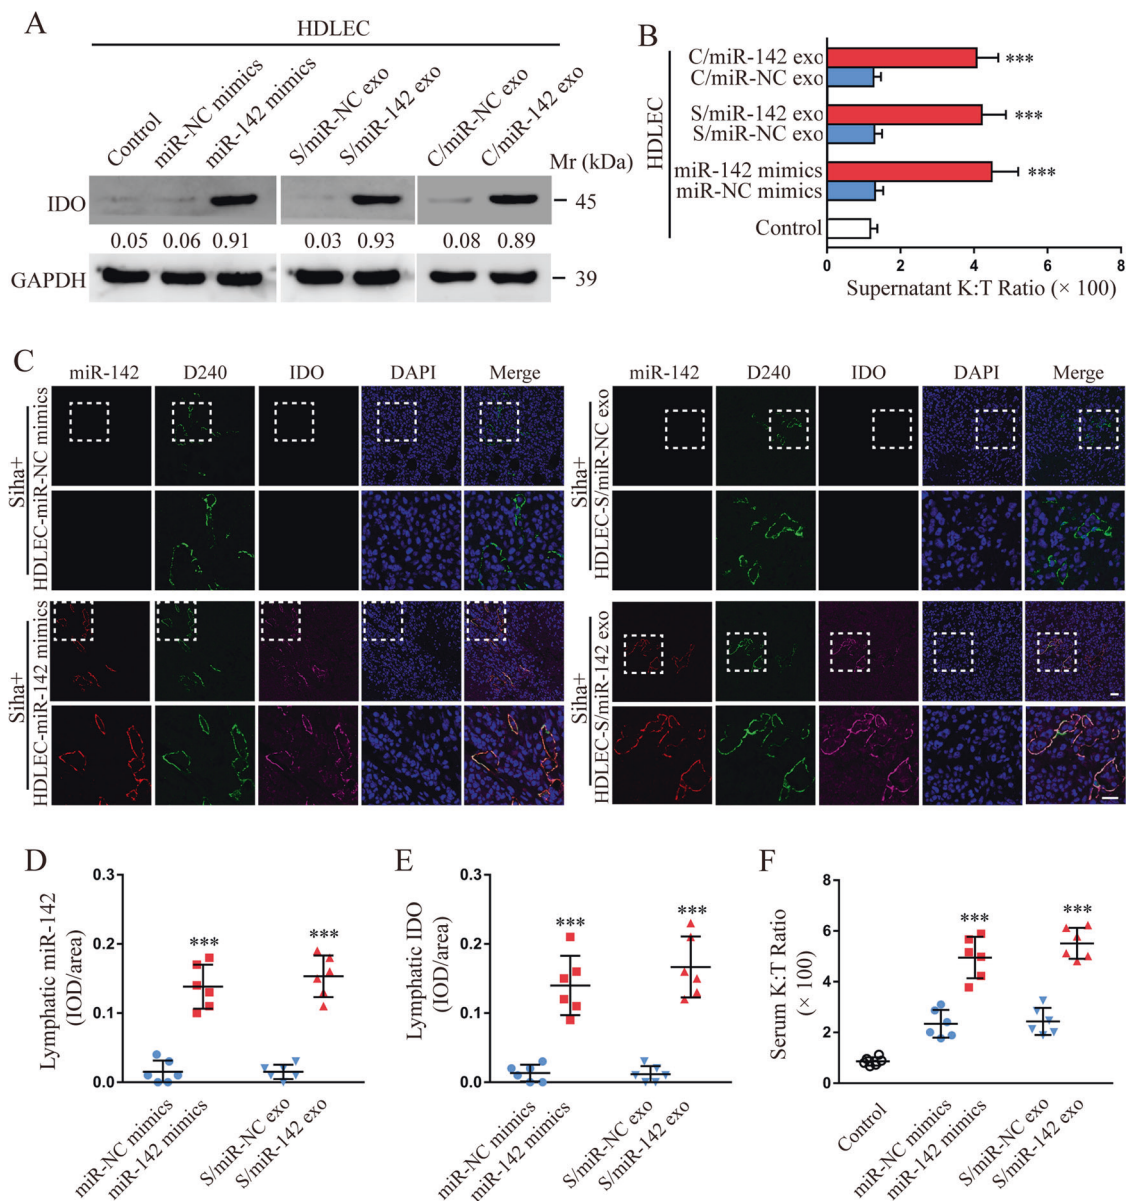 A
HDLEC
Control
miR-NC mimics
miR-142 mimics
S/miR-NC exo
S/miR-142 exo
C/miR-NC exo
C/miR-142 exo
Mr (kDa)
IDO
45
0.05 0.06 0.91 0.03 0.93 0.08 0.89
GAPDH
39
B
HDLEC
C/miR-142 exo
***
C/miR-NC exo
S/miR-142 exo
***
S/miR-NC exo
miR-142 mimics
***
miR-NC mimics
Control
0 2 4 6 8
Supernatant K:T Ratio (× 100)
C
miR-142 D240 IDO DAPI Merge
Siha+
HDLEC-miR-NC mimics
Siha+
HDLEC-miR-142 mimics
miR-142 D240 IDO DAPI Merge
Siha+
HDLEC-S/miR-NC exo
Siha+
HDLEC-S/miR-142 exo
D
Lymphatic miR-142
(IOD/area)
0.3
0.2
0.1
0.0
***
***
miR-NC mimics
miR-142 mimics
S/miR-NC exo
S/miR-142 exo
E
Lymphatic IDO
(IOD/area)
0.3
0.2
0.1
0.0
***
***
miR-NC mimics
miR-142 mimics
S/miR-NC exo
S/miR-142 exo
F
Serum K:T Ratio
(× 100)
8
6
4
2
0
***
***
Control
miR-NC mimics
miR-142 mimics
S/miR-NC exo
S/miR-142 exo